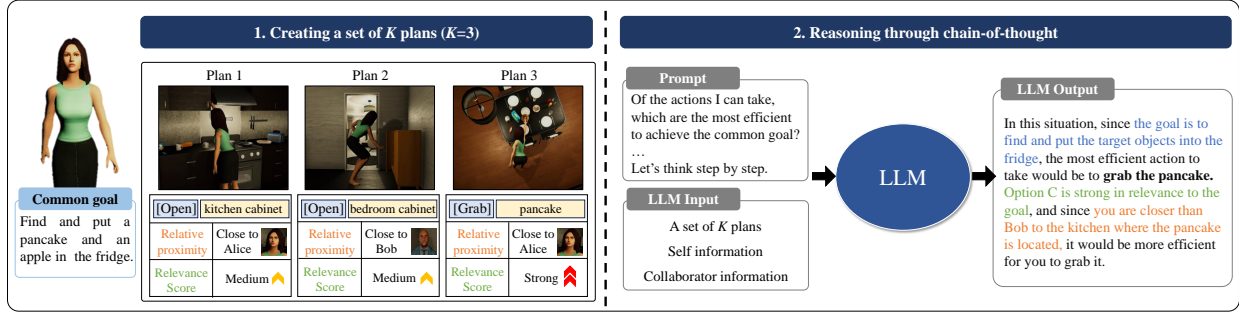 1. Creating a set of K plans (K=3)
Plan 1
Plan 2
Plan 3
[Open] kitchen cabinet
Relative proximity
Close to Alice
Relevance Score
Medium
[Open] bedroom cabinet
Relative proximity
Close to Bob
Relevance Score
Medium
[Grab] pancake
Relative proximity
Close to Alice
Relevance Score
Strong
Common goal
Find and put a
pancake and an
apple in the fridge.
2. Reasoning through chain-of-thought
Prompt
Of the actions I can take,
which are the most efficient
to achieve the common goal?
…
Let's think step by step.
LLM Input
A set of K plans
Self information
Collaborator information
LLM
LLM Output
In this situation, since the goal is to
find and put the target objects into the
fridge, the most efficient action to
take would be to grab the pancake.
Option C is strong in relevance to the
goal, and since you are closer than
Bob to the kitchen where the pancake
is located, it would be more efficient
for you to grab it.